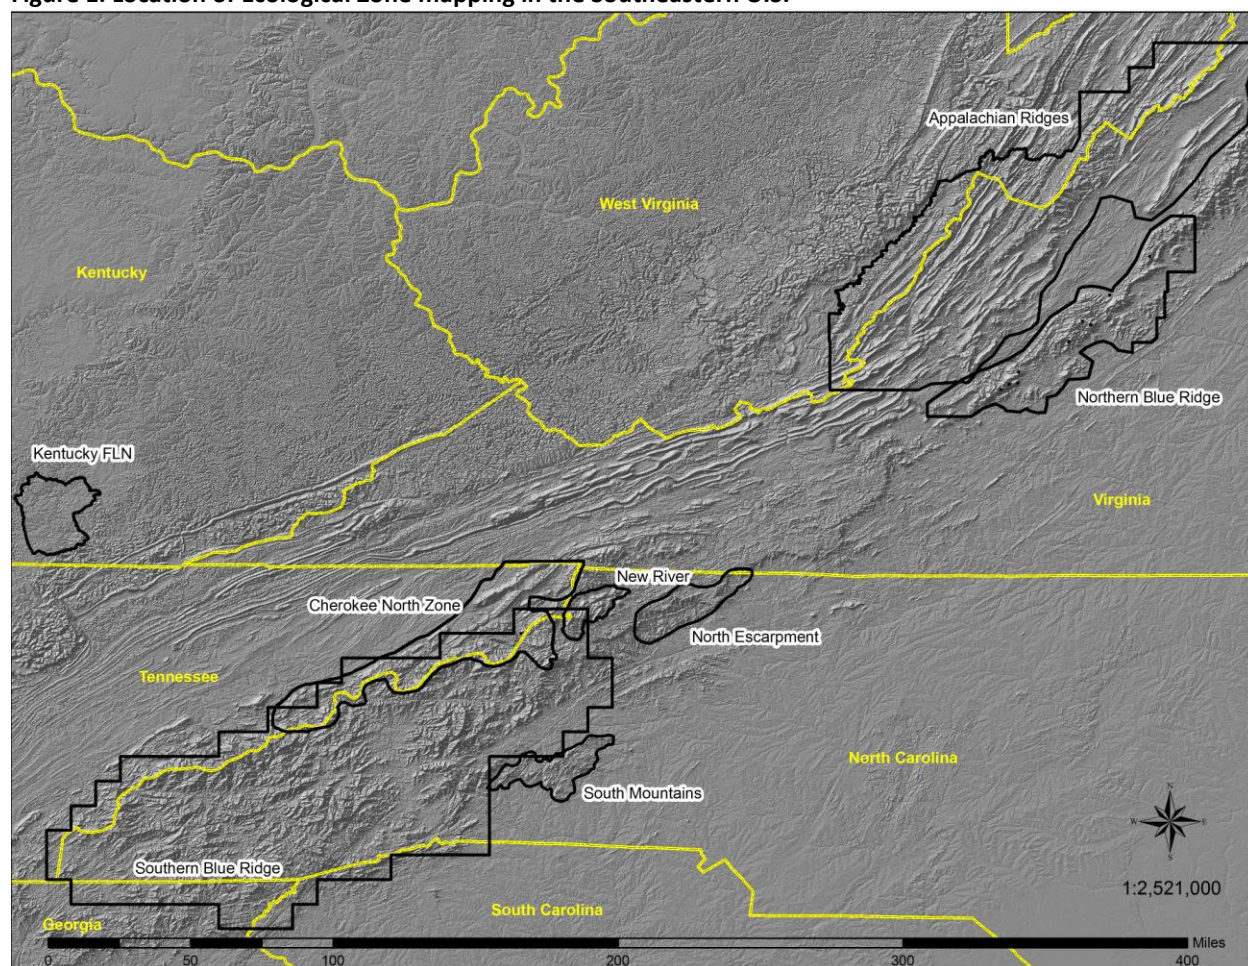 Figure 1. Location of Ecological Zone mapping in the Southeastern U.S.
Appalachian Ridges
West Virginia
Kentucky
Northern Blue Ridge
Kentucky FLN
Virginia
New River
Cherokee North Zone
North Escarpment
Tennessee
North Carolina
South Mountains
N
W E
S
Southern Blue Ridge
1:2,521,000
South Carolina
Georgia
Miles
0 50 100 200 300 400